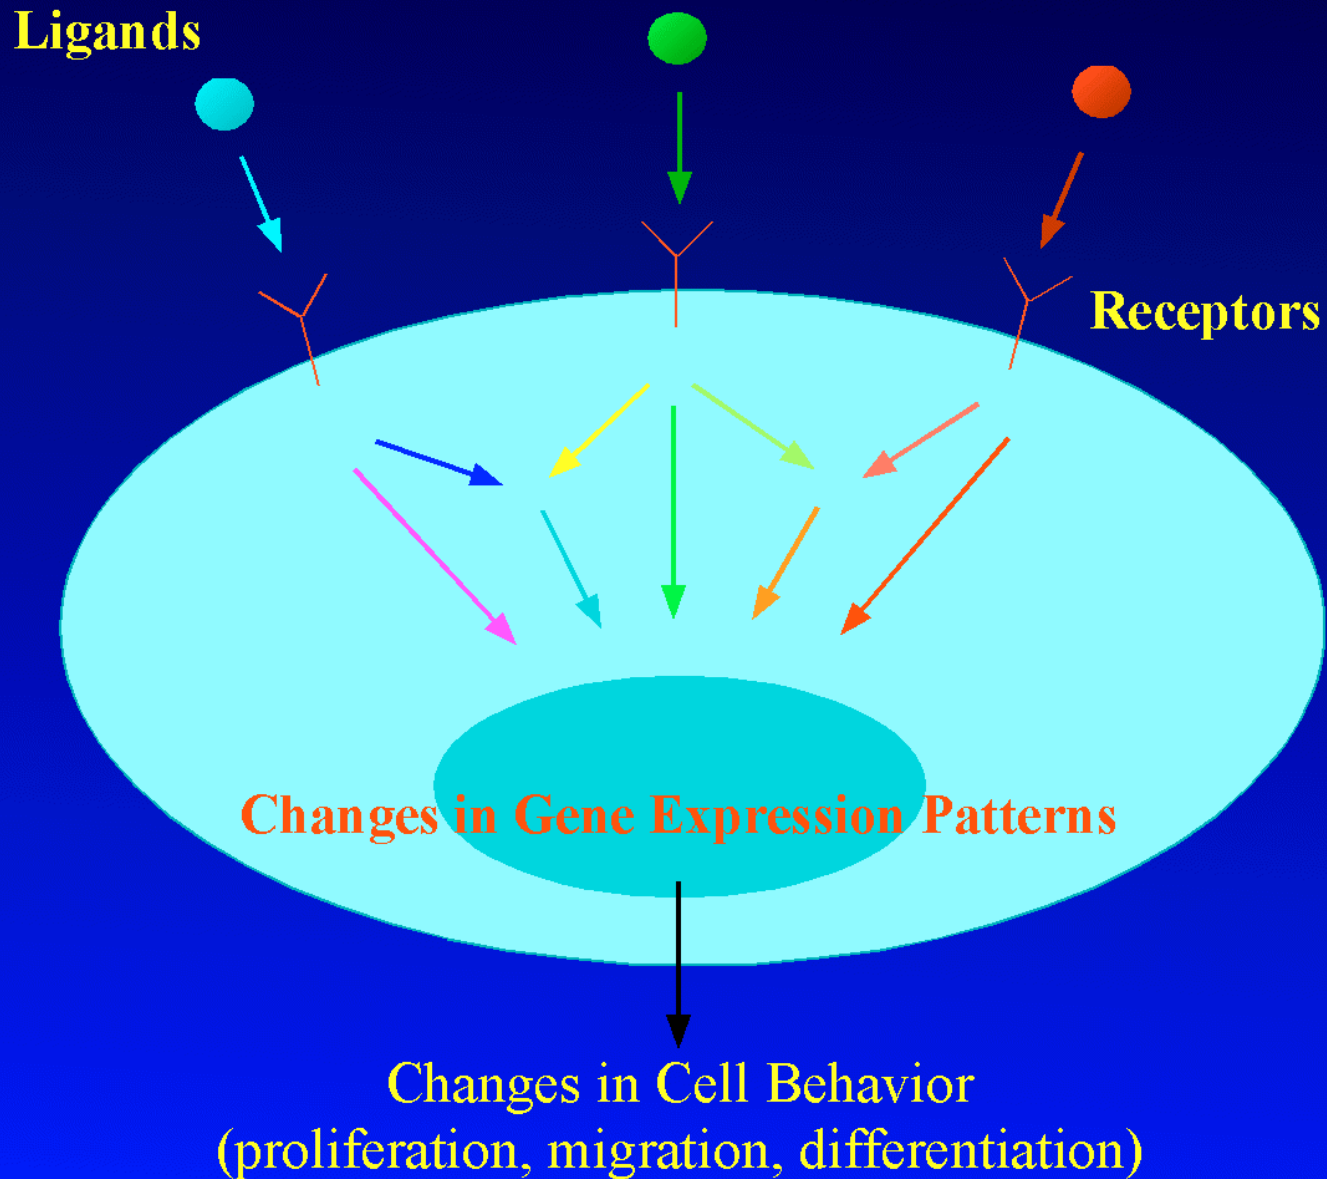 Ligands
Receptors
Changes in Gene Expression Patterns
Changes in Cell Behavior
(proliferation, migration, differentiation)